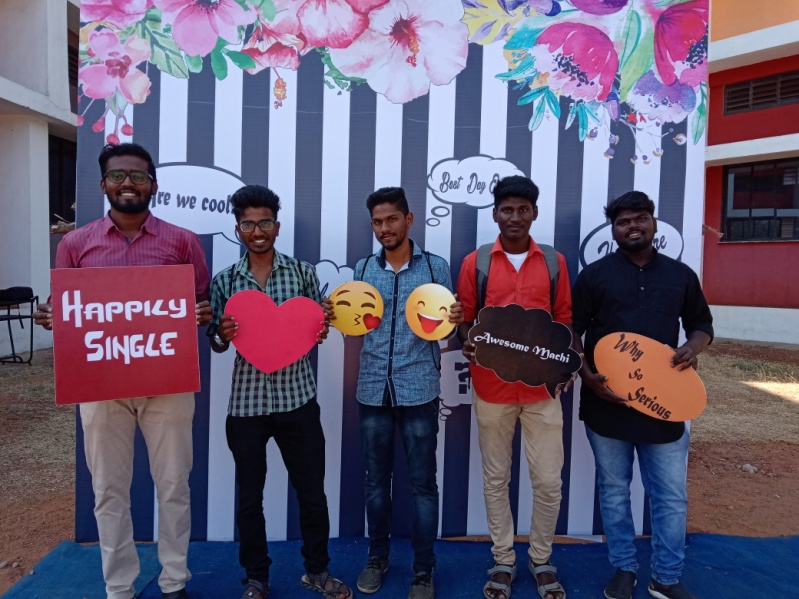 Are we cool
Best Day
HAPPILY
SINGLE
Awesome Machi
Why
So
Serious
?